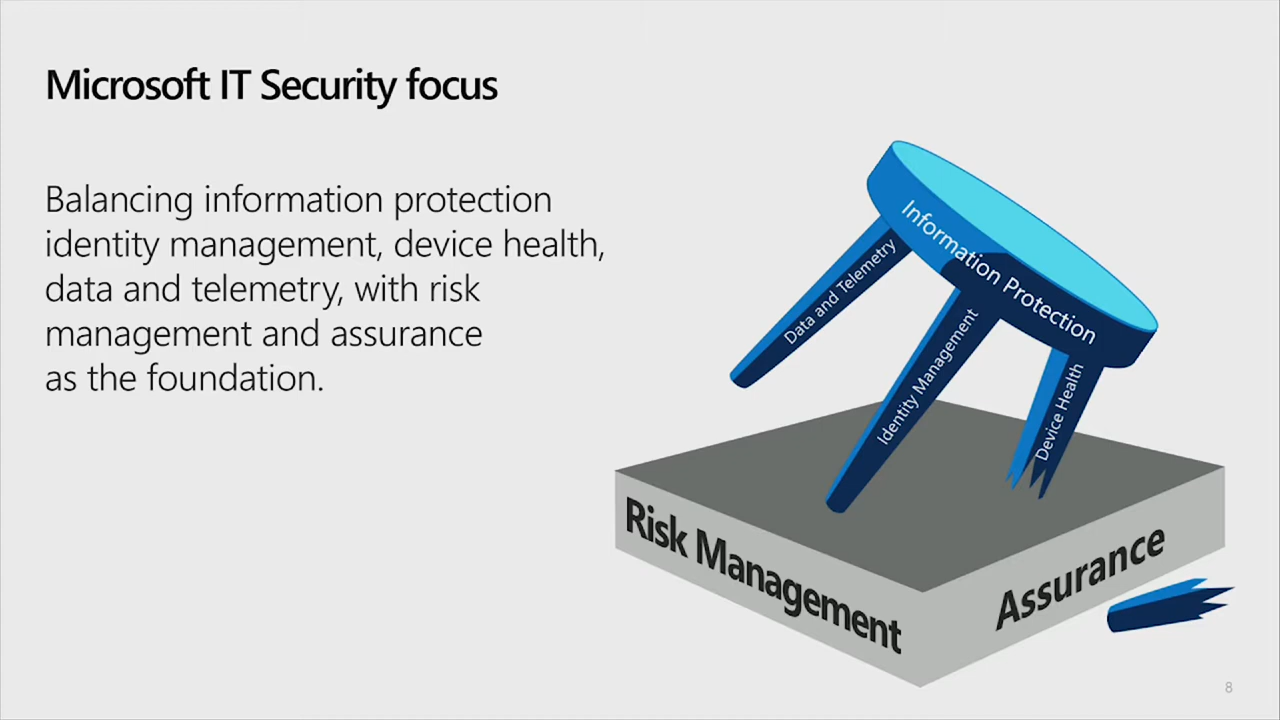 Microsoft IT Security focus
Balancing information protection
identity management, device health,
data and telemetry, with risk
management and assurance
as the foundation.
Information Protection
Data and Telemetry
Identity Management
Device Health
Risk Management
Assurance
8